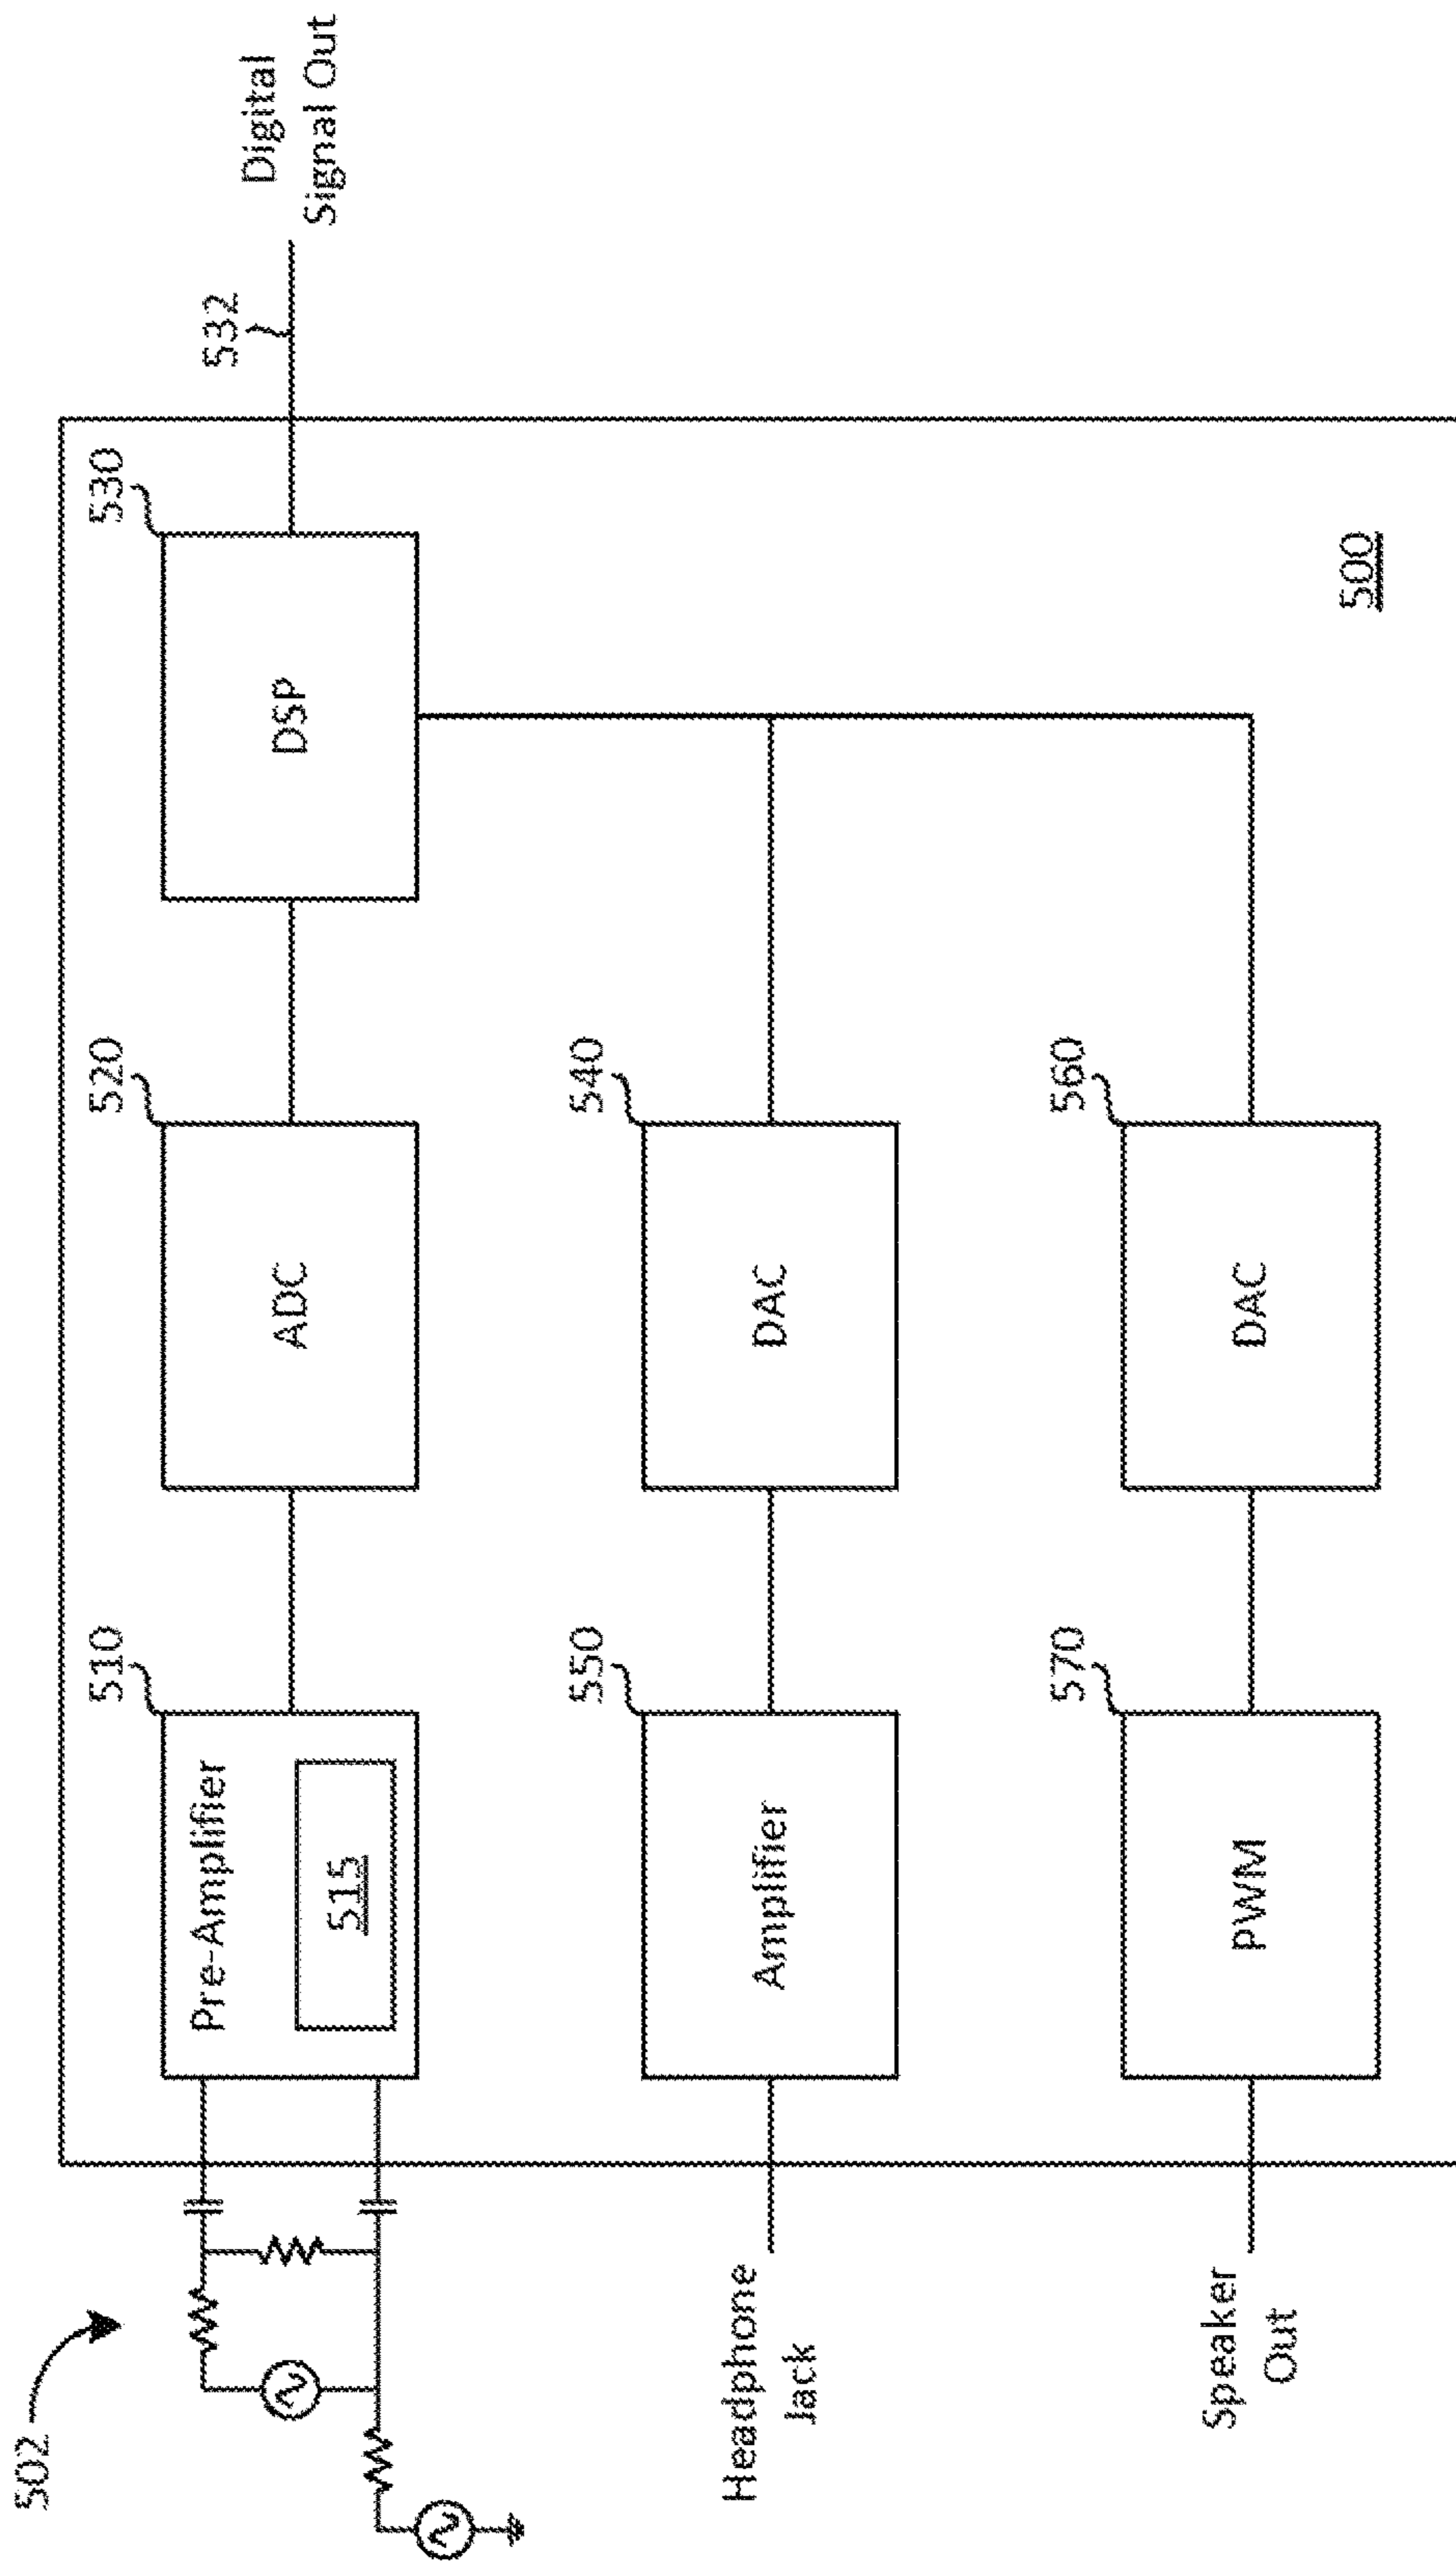 502
510
Pre-Amplifier
515
520
ADC
530
DSP
532
Digital
Signal Out
Headphone
Jack
550
Amplifier
540
DAC
Speaker
Out
570
PWM
560
DAC
500